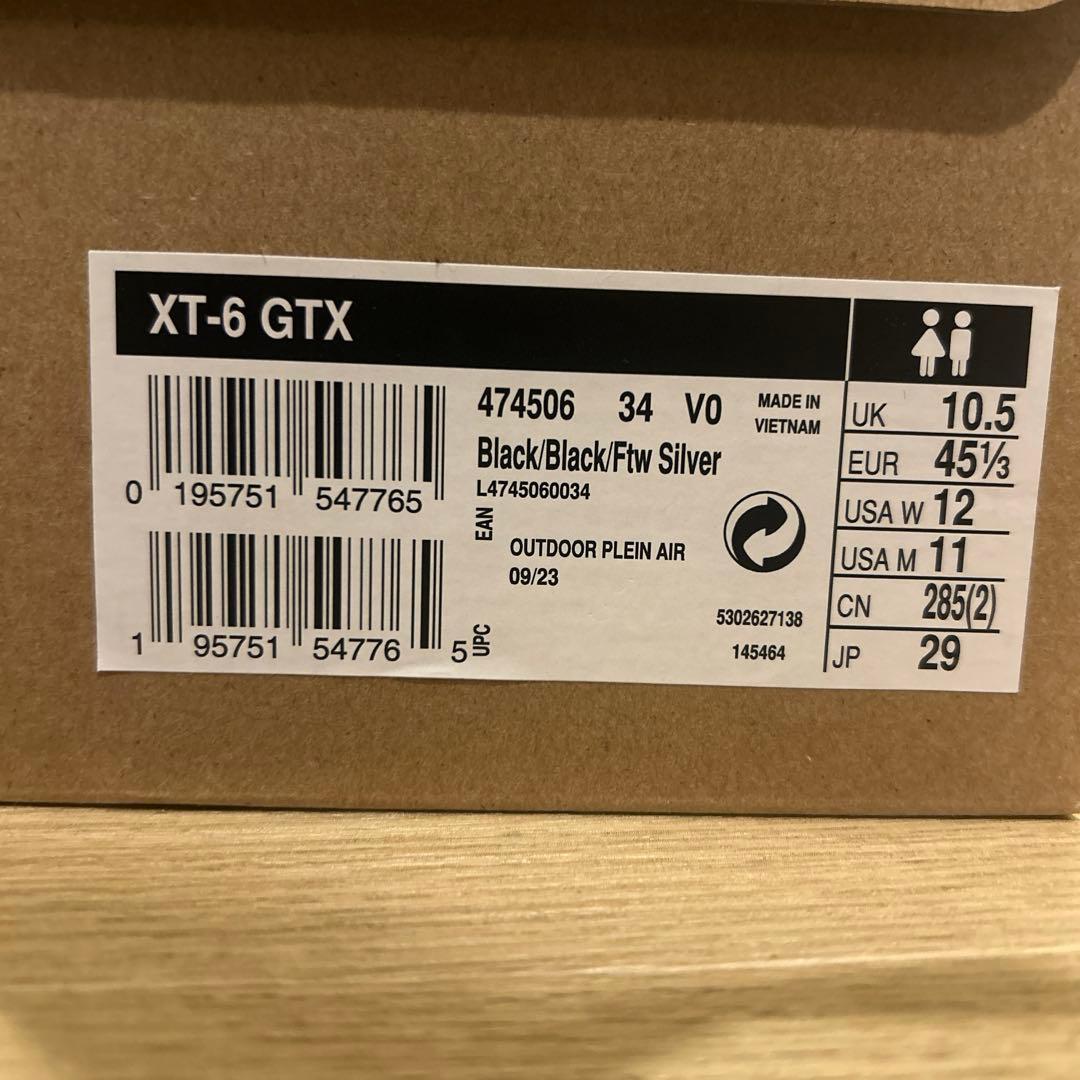 XT-6 GTX
0 195751 547765
1 95751 54776 5
474506 34 V0
Black/Black/Ftw Silver
L4745060034
EAN
UPC
OUTDOOR PLEIN AIR
09/23
MADE IN
VIETNAM
5302627138
145464
UK 10.5
EUR 45⅓
USA W 12
USA M 11
CN 285(2)
JP 29